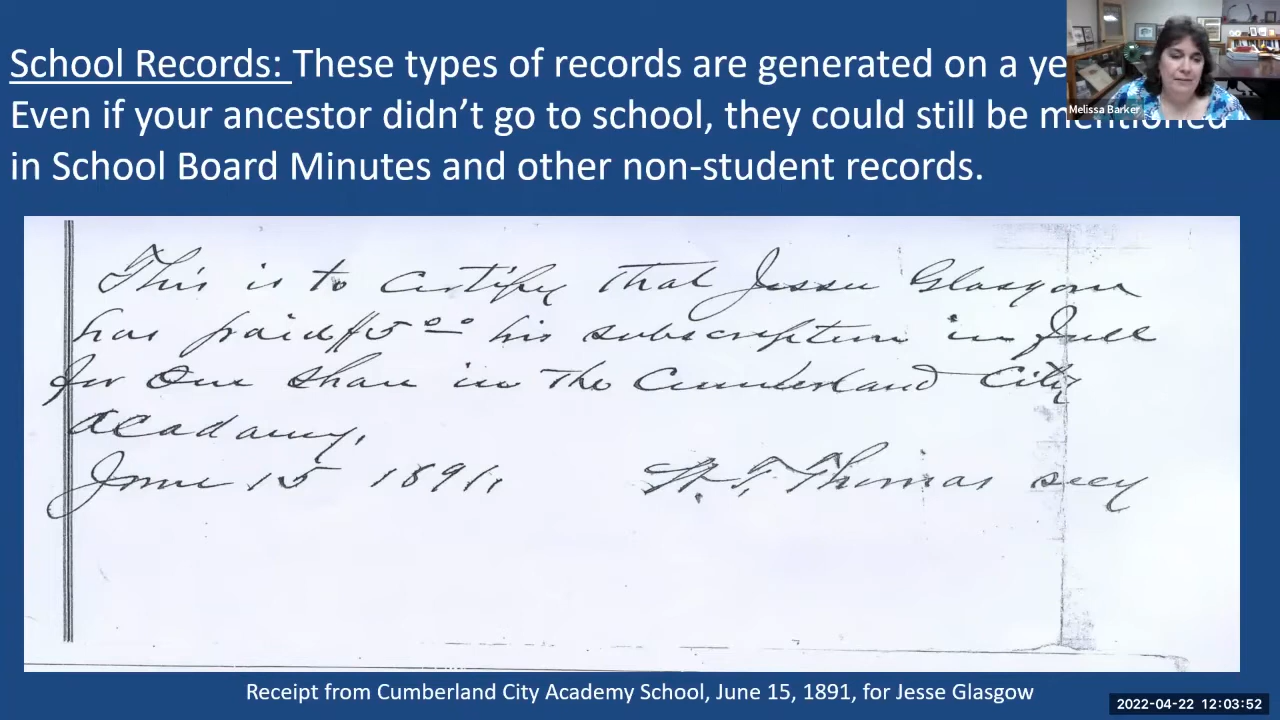 School Records: These types of records are generated on a ye
Even if your ancestor didn't go to school, they could still be mentioned
in School Board Minutes and other non-student records.
Melissa Barker
This is to Certify that Jesse Glasgow
has paid $5 00 his subscription in full
for One Share in The Cumberland City
Academy.
June 15 1891. T. Thomas secy
Receipt from Cumberland City Academy School, June 15, 1891, for Jesse Glasgow
2022-04-22 12:03:52